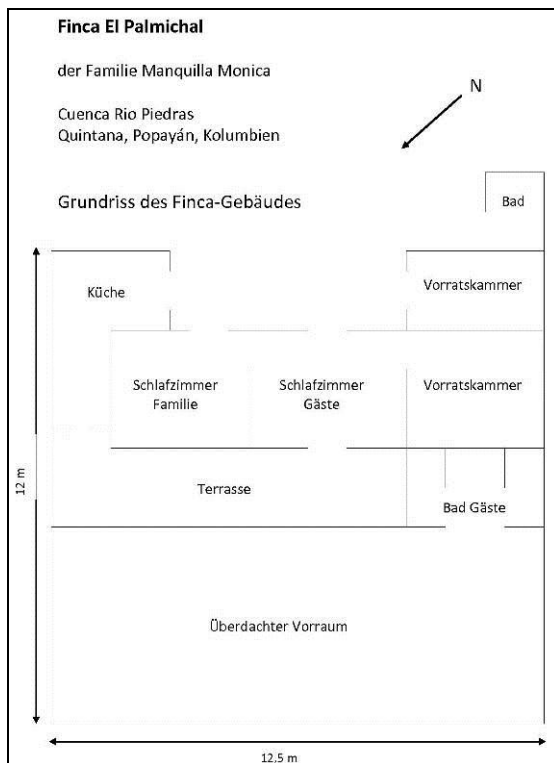 Finca El Palmichal
der Familie Manquilla Monica
Cuenca Rio Piedras
Quintana, Popayán, Kolumbien
N
Grundriss des Finca-Gebäudes
Bad
Küche
Vorratskammer
Schlafzimmer
Familie
Schlafzimmer
Gäste
Vorratskammer
12 m
Terrasse
Bad Gäste
Überdachter Vorraum
12,5 m